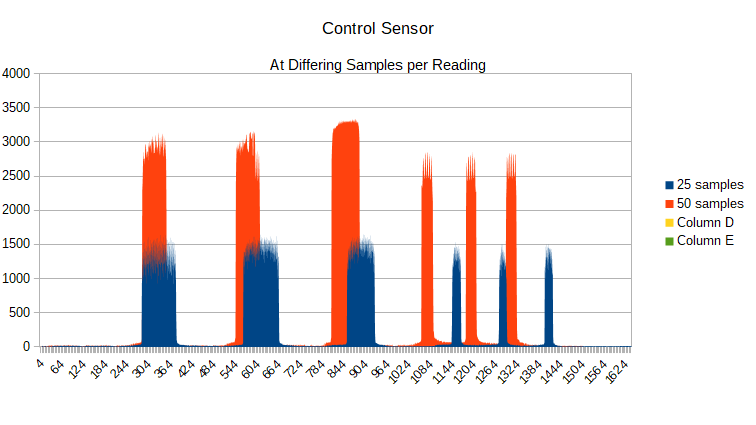 Control Sensor
At Differing Samples per Reading
4000
3500
3000
2500
2000
1500
1000
500
0
4 64 124 184 244 304 364 424 484 544 604 664 724 784 844 904 964 1024 1084 1144 1204 1264 1324 1384 1444 1504 1564 1624
25 samples
50 samples
Column D
Column E